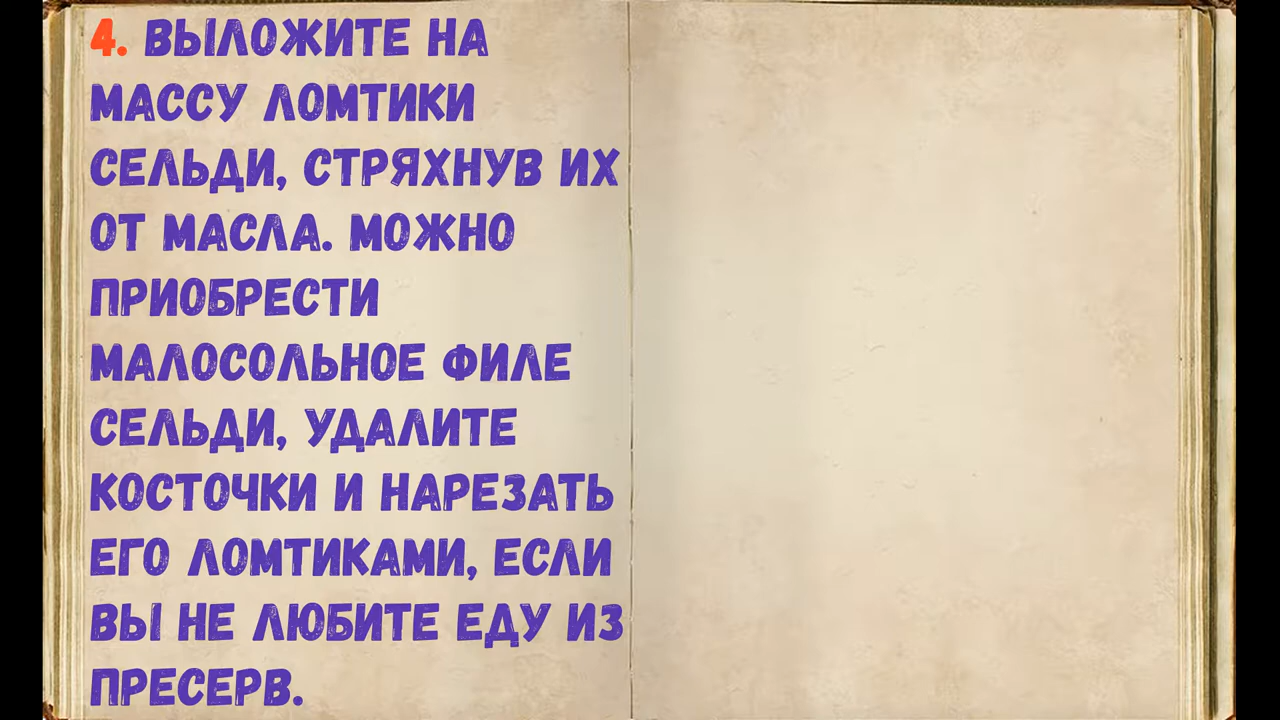 4. ВЫЛОЖИТЕ НА
МАССУ ЛОМТИКИ
СЕЛЬДИ, СТРЯХНУВ ИХ
ОТ МАСЛА. МОЖНО
ПРИОБРЕСТИ
МАЛОСОЛЬНОЕ ФИЛЕ
СЕЛЬДИ, УДАЛИТЕ
КОСТОЧКИ И НАРЕЗАТЬ
ЕГО ЛОМТИКАМИ, ЕСЛИ
ВЫ НЕ ЛЮБИТЕ ЕДУ ИЗ
ПРЕСЕРВ.